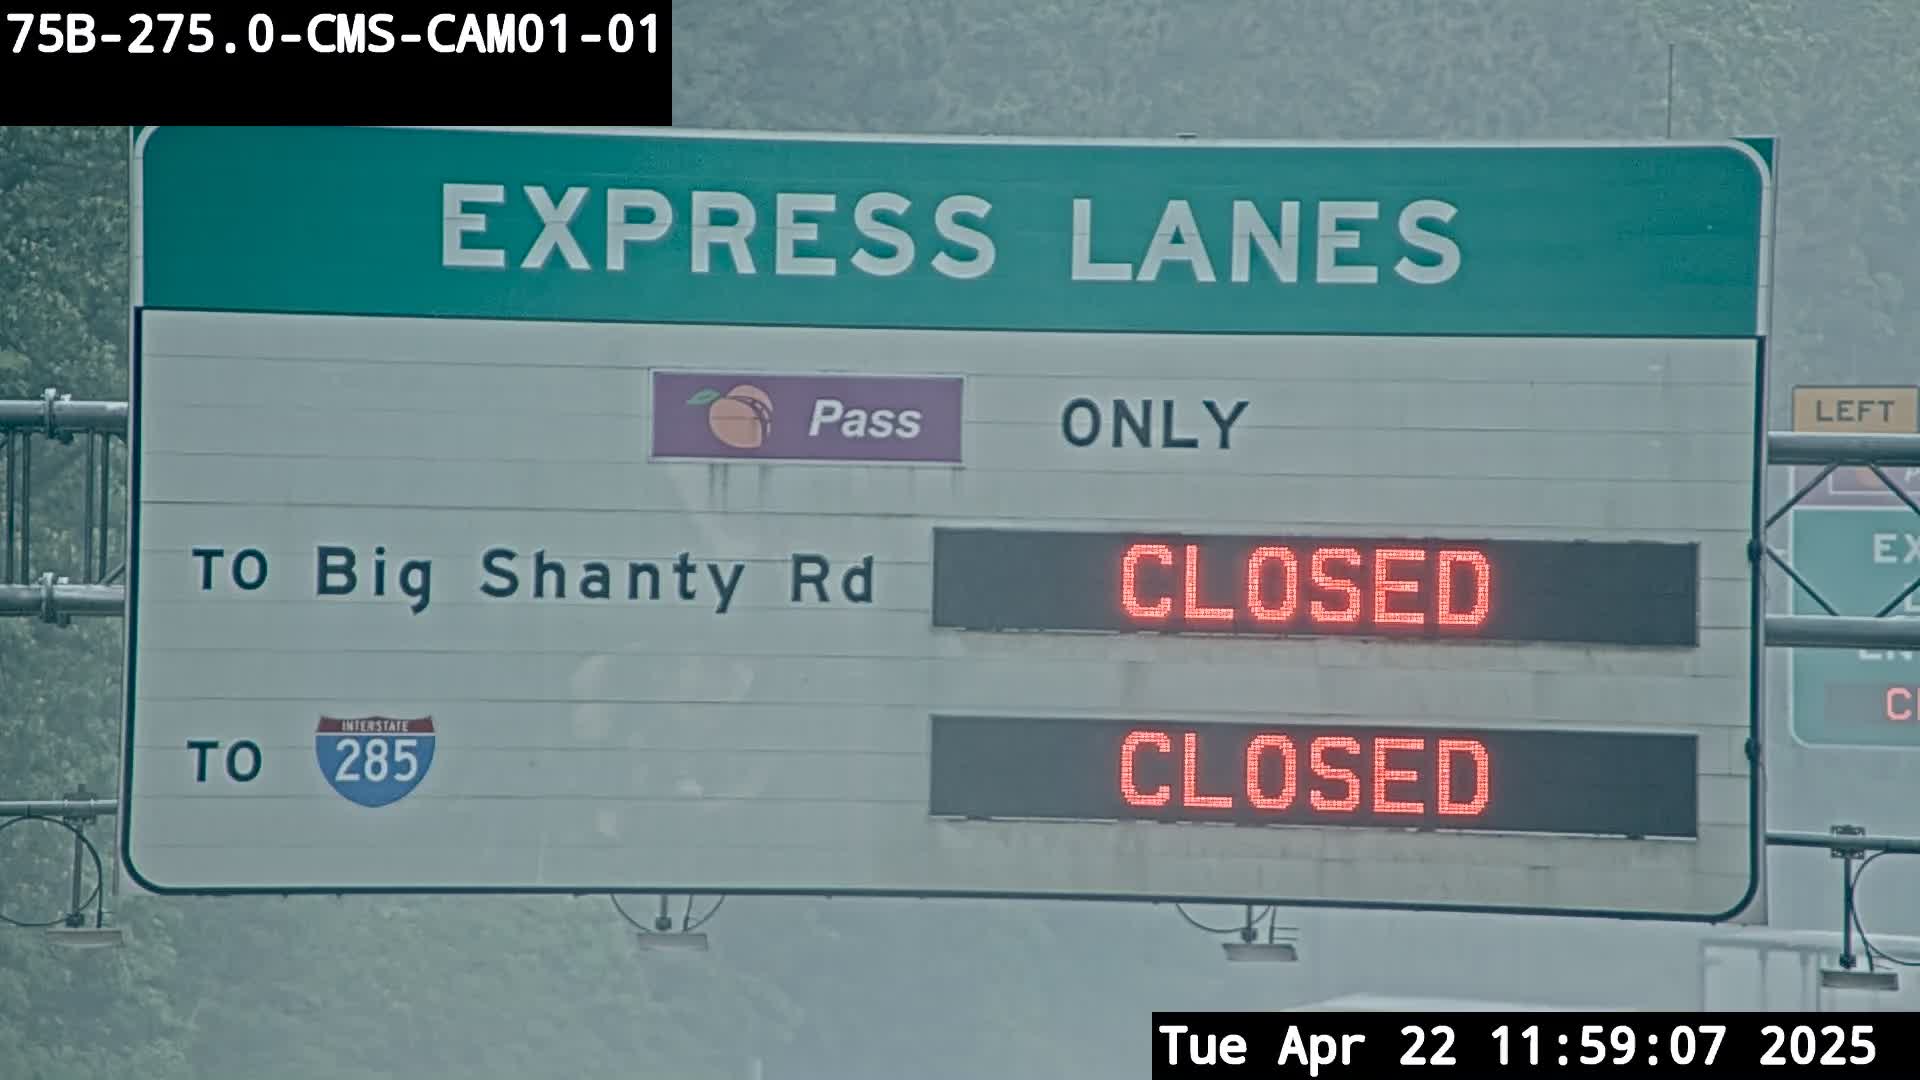 75B-275.0-CMS-CAM01-01
EXPRESS LANES
Pass ONLY
LEFT
TO Big Shanty Rd CLOSED
TO INTERSTATE 285 CLOSED
Tue Apr 22 11:59:07 2025